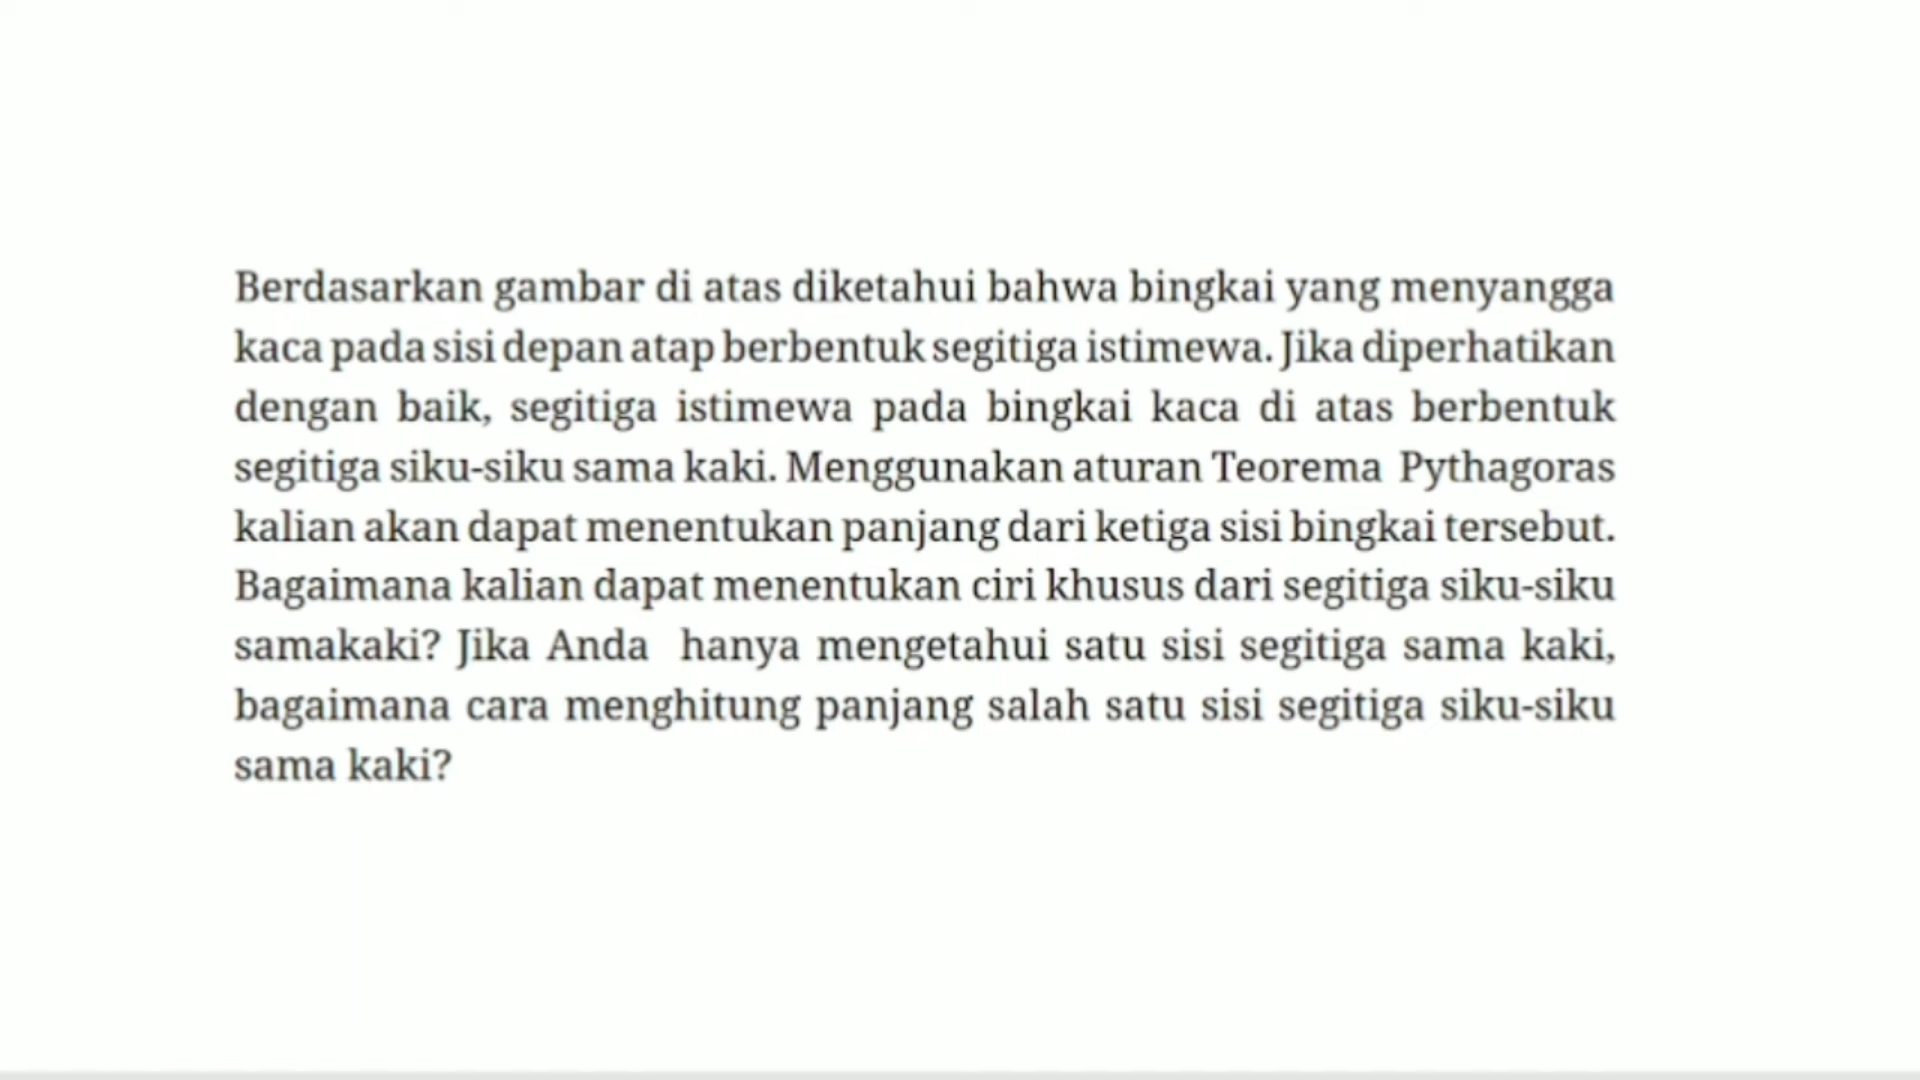 Berdasarkan gambar di atas diketahui bahwa bingkai yang menyangga
kaca pada sisi depan atap berbentuk segitiga istimewa. Jika diperhatikan
dengan baik, segitiga istimewa pada bingkai kaca di atas berbentuk
segitiga siku-siku sama kaki. Menggunakan aturan Teorema Pythagoras
kalian akan dapat menentukan panjang dari ketiga sisi bingkai tersebut.
Bagaimana kalian dapat menentukan ciri khusus dari segitiga siku-siku
samakaki? Jika Anda hanya mengetahui satu sisi segitiga sama kaki,
bagaimana cara menghitung panjang salah satu sisi segitiga siku-siku
sama kaki?